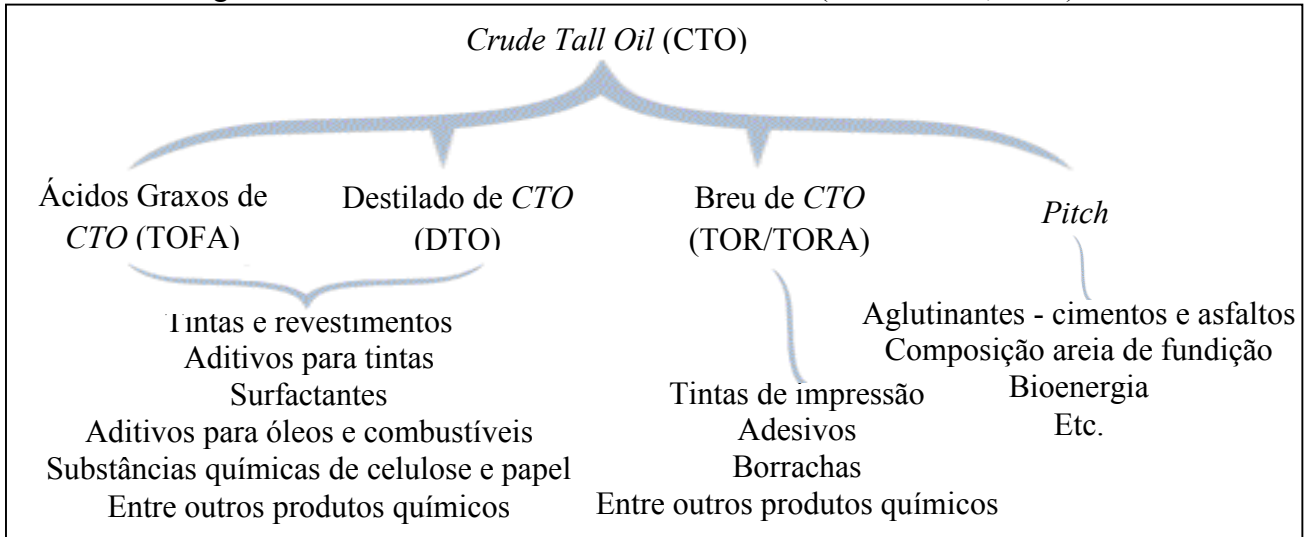 Crude Tall Oil (CTO)
Ácidos Graxos de
CTO (TOFA)
Destilado de CTO
(DTO)
Breu de CTO
(TOR/TORA)
Pitch
Tintas e revestimentos
Aditivos para tintas
Surfactantes
Aditivos para óleos e combustíveis
Substâncias químicas de celulose e papel
Entre outros produtos químicos
Tintas de impressão
Adesivos
Borrachas
Entre outros produtos químicos
Aglutinantes - cimentos e asfaltos
Composição areia de fundição
Bioenergia
Etc.